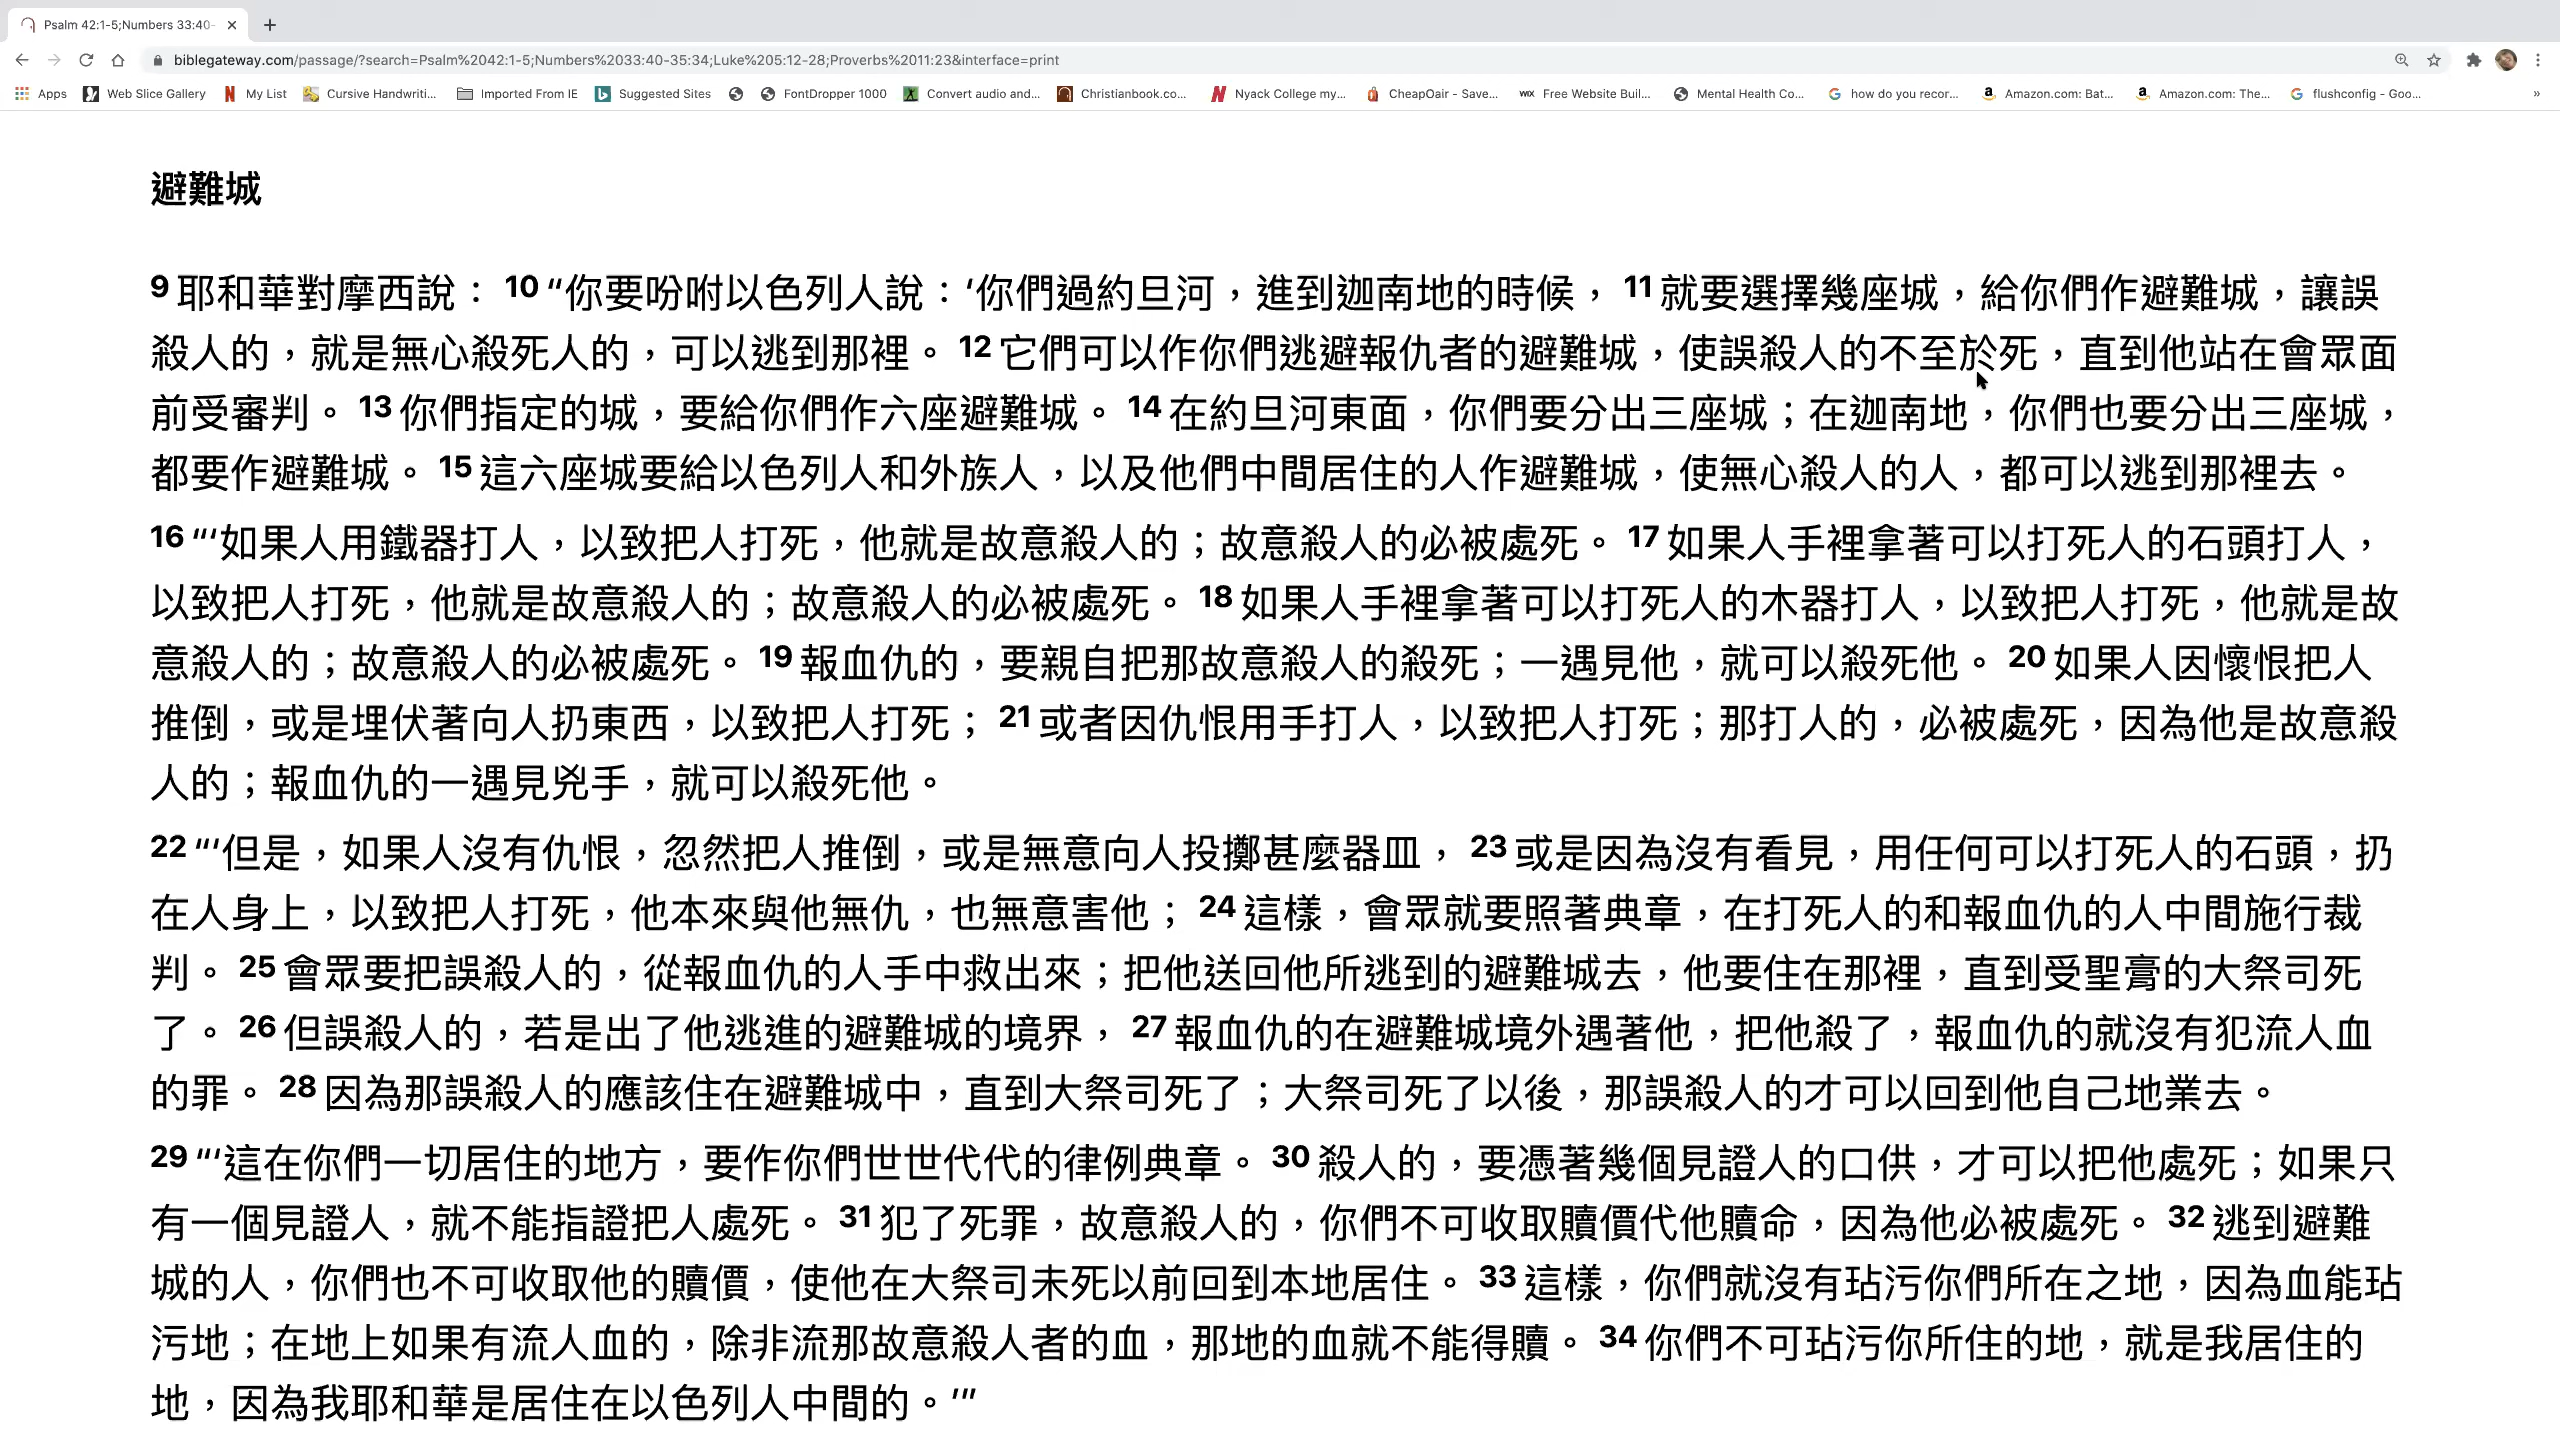 Psalm 42:1-5;Numbers 33:40-
biblegateway.com/passage/?search=Psalm%2042:1-5;Numbers%2033:40-35:34;Luke%205:12-28;Proverbs%2011:23&interface=print
Apps Web Slice Gallery My List Cursive Handwriti... Imported From IE Suggested Sites FontDropper 1000 Convert audio and... Christianbook.co... Nyack College my... CheapOair - Save... Free Website Buil... Mental Health Co... how do you recor... Amazon.com: Bat... Amazon.com: The... flushconfig - Goo... »
避難城
9 耶和華對摩西說： 10 “你要吩咐以色列人說：‘你們過約旦河，進到迦南地的時候， 11 就要選擇幾座城，給你們作避難城，讓誤
殺人的，就是無心殺死人的，可以逃到那裡。 12 它們可以作你們逃避報仇者的避難城，使誤殺人的不至於死，直到他站在會眾面
前受審判。 13 你們指定的城，要給你們作六座避難城。 14 在約旦河東面，你們要分出三座城；在迦南地，你們也要分出三座城，
都要作避難城。 15 這六座城要給以色列人和外族人，以及他們中間居住的人作避難城，使無心殺人的人，都可以逃到那裡去。
16 “‘如果人用鐵器打人，以致把人打死，他就是故意殺人的；故意殺人的必被處死。 17 如果人手裡拿著可以打死人的石頭打人，
以致把人打死，他就是故意殺人的；故意殺人的必被處死。 18 如果人手裡拿著可以打死人的木器打人，以致把人打死，他就是故
意殺人的；故意殺人的必被處死。 19 報血仇的，要親自把那故意殺人的殺死；一遇見他，就可以殺死他。 20 如果人因懷恨把人
推倒，或是埋伏著向人扔東西，以致把人打死； 21 或者因仇恨用手打人，以致把人打死；那打人的，必被處死，因為他是故意殺
人的；報血仇的一遇見兇手，就可以殺死他。
22 “‘但是，如果人沒有仇恨，忽然把人推倒，或是無意向人投擲甚麼器皿， 23 或是因為沒有看見，用任何可以打死人的石頭，扔
在人身上，以致把人打死，他本來與他無仇，也無意害他； 24 這樣，會眾就要照著典章，在打死人的和報血仇的人中間施行裁
判。 25 會眾要把誤殺人的，從報血仇的人手中救出來；把他送回他所逃到的避難城去，他要住在那裡，直到受聖膏的大祭司死
了。 26 但誤殺人的，若是出了他逃進的避難城的境界， 27 報血仇的在避難城境外遇著他，把他殺了，報血仇的就沒有犯流人血
的罪。 28 因為那誤殺人的應該住在避難城中，直到大祭司死了；大祭司死了以後，那誤殺人的才可以回到他自己地業去。
29 “‘這在你們一切居住的地方，要作你們世世代代的律例典章。 30 殺人的，要憑著幾個見證人的口供，才可以把他處死；如果只
有一個見證人，就不能指證把人處死。 31 犯了死罪，故意殺人的，你們不可收取贖價代他贖命，因為他必被處死。 32 逃到避難
城的人，你們也不可收取他的贖價，使他在大祭司未死以前回到本地居住。 33 這樣，你們就沒有玷污你們所在之地，因為血能玷
污地；在地上如果有流人血的，除非流那故意殺人者的血，那地的血就不能得贖。 34 你們不可玷污你所住的地，就是我居住的
地，因為我耶和華是居住在以色列人中間的。’”